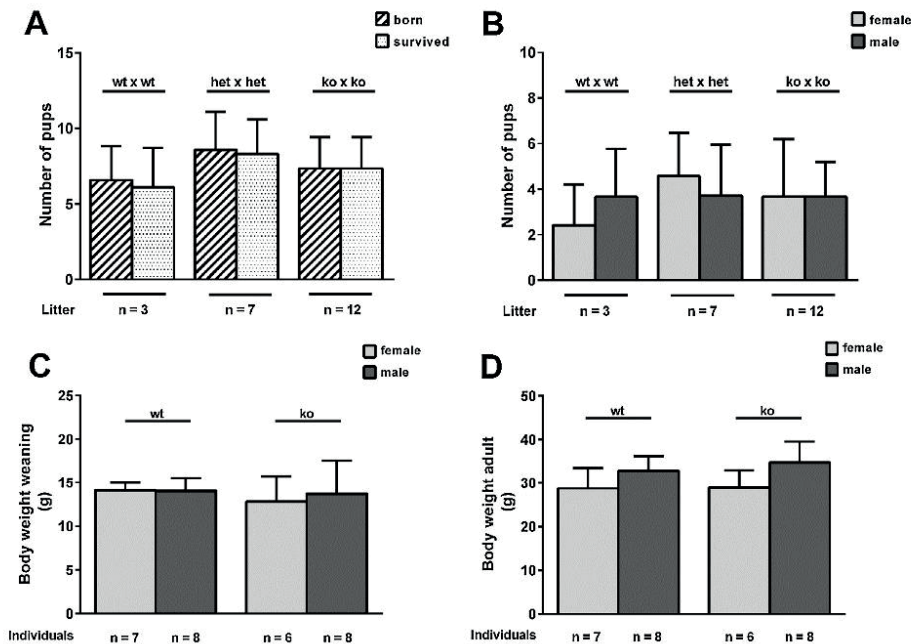 A
born
survived
15
10
5
0
Number of pups
wt x wt
het x het
ko x ko
Litter
n = 3
n = 7
n = 12
B
female
male
10
8
6
4
2
0
Number of pups
wt x wt
het x het
ko x ko
n = 3
n = 7
n = 12
C
female
male
25
20
15
10
5
0
Body weight weaning
(g)
wt
ko
Individuals
n = 7
n = 8
n = 6
n = 8
D
female
male
50
40
30
20
10
0
Body weight adult
(g)
wt
ko
n = 7
n = 8
n = 6
n = 8